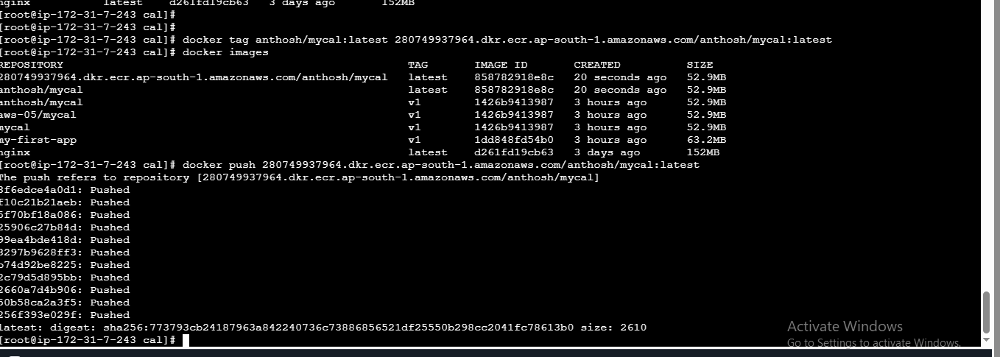 nginx latest d261fd19cb63 3 days ago 152MB
[root@ip-172-31-7-243 cal]#
[root@ip-172-31-7-243 cal]#
[root@ip-172-31-7-243 cal]# docker tag anthosh/mycal:latest 280749937964.dkr.ecr.ap-south-1.amazonaws.com/anthosh/mycal:latest
[root@ip-172-31-7-243 cal]# docker images
REPOSITORY TAG IMAGE ID CREATED SIZE
280749937964.dkr.ecr.ap-south-1.amazonaws.com/anthosh/mycal latest 858782918e8c 20 seconds ago 52.9MB
anthosh/mycal latest 858782918e8c 20 seconds ago 52.9MB
anthosh/mycal v1 1426b9413987 3 hours ago 52.9MB
aws-05/mycal v1 1426b9413987 3 hours ago 52.9MB
mycal v1 1426b9413987 3 hours ago 52.9MB
my-first-app v1 1dd848fd54b0 3 hours ago 63.2MB
nginx latest d261fd19cb63 3 days ago 152MB
[root@ip-172-31-7-243 cal]# docker push 280749937964.dkr.ecr.ap-south-1.amazonaws.com/anthosh/mycal:latest
The push refers to repository [280749937964.dkr.ecr.ap-south-1.amazonaws.com/anthosh/mycal]
3f6edce4a0d1: Pushed
f10c21b21aeb: Pushed
5f70bf18a086: Pushed
25906c27b84d: Pushed
99ea4bde418d: Pushed
3297b9628ff3: Pushed
b74d92be8225: Pushed
2c79d5d895bb: Pushed
2660a7d4b906: Pushed
50b58ca2a3f5: Pushed
256f393e029f: Pushed
latest: digest: sha256:773793cb24187963a842240736c73886856521df25550b298cc2041fc78613b0 size: 2610
[root@ip-172-31-7-243 cal]#
Activate Windows
Go to Settings to activate Windows.